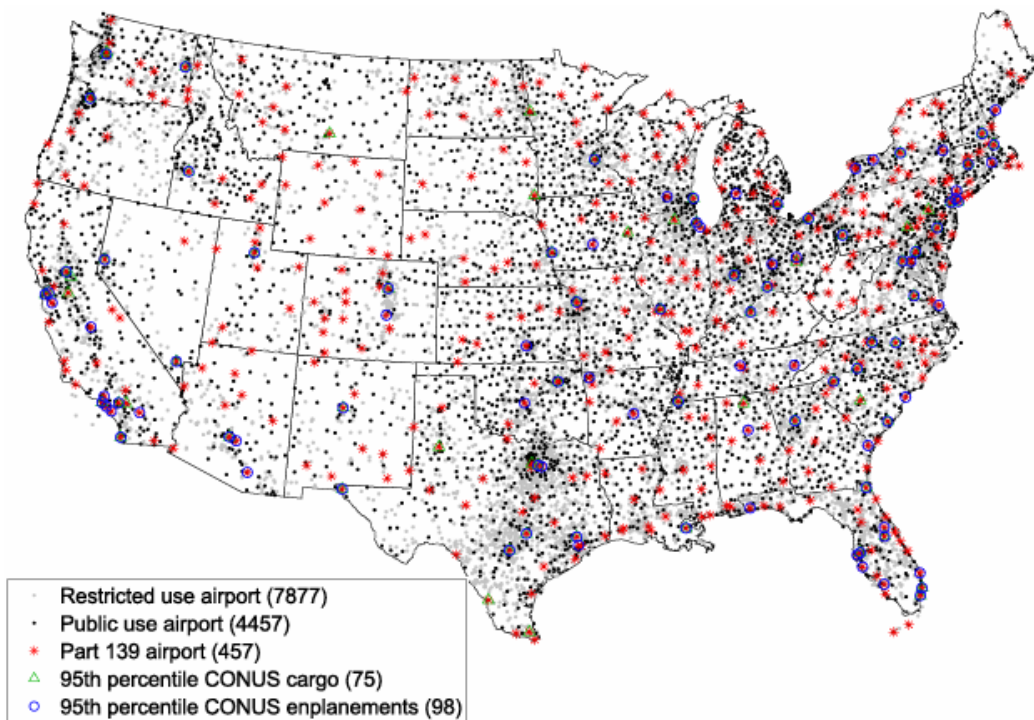 Restricted use airport (7877)
Public use airport (4457)
Part 139 airport (457)
95th percentile CONUS cargo (75)
95th percentile CONUS enplanements (98)